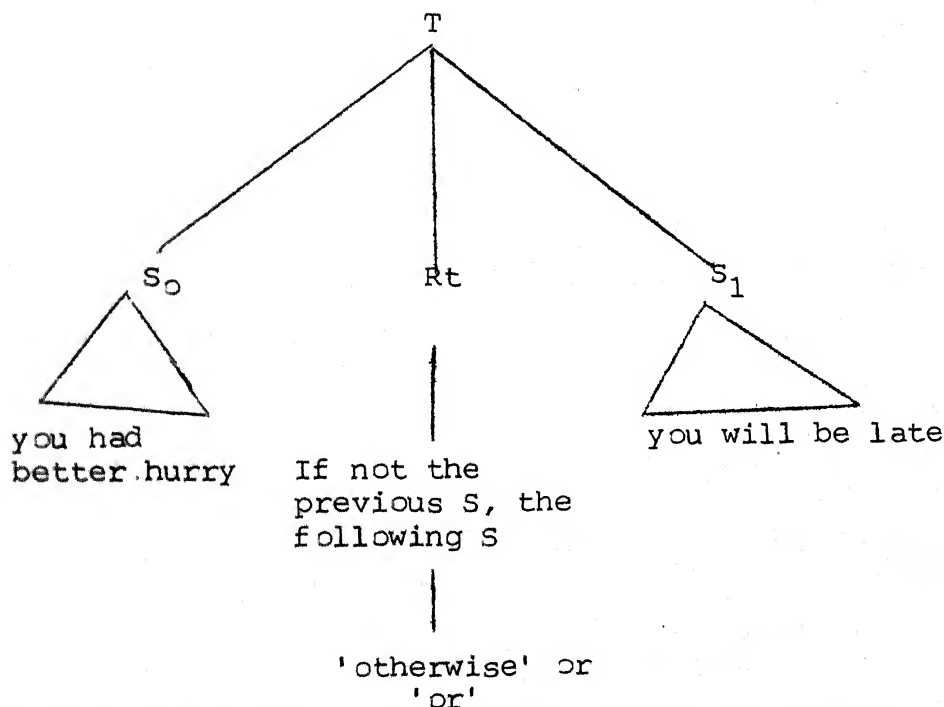 T
So Rt S1
you had
better hurry
If not the
previous S, the
following S
you will be late
'otherwise' or
'or'